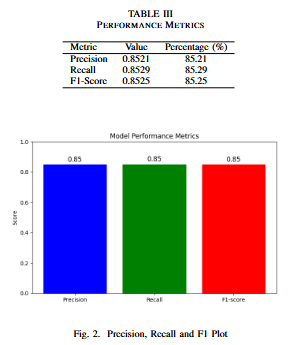 TABLE III
PERFORMANCE METRICS
Metric Value Percentage (%)
Precision 0.8521 85.21
Recall 0.8529 85.29
F1-Score 0.8525 85.25
Model Performance Metrics
1.0
0.8
0.6
0.4
0.2
0.0
Score
0.85 0.85 0.85
Precision Recall F1-score
Fig. 2. Precision, Recall and F1 Plot